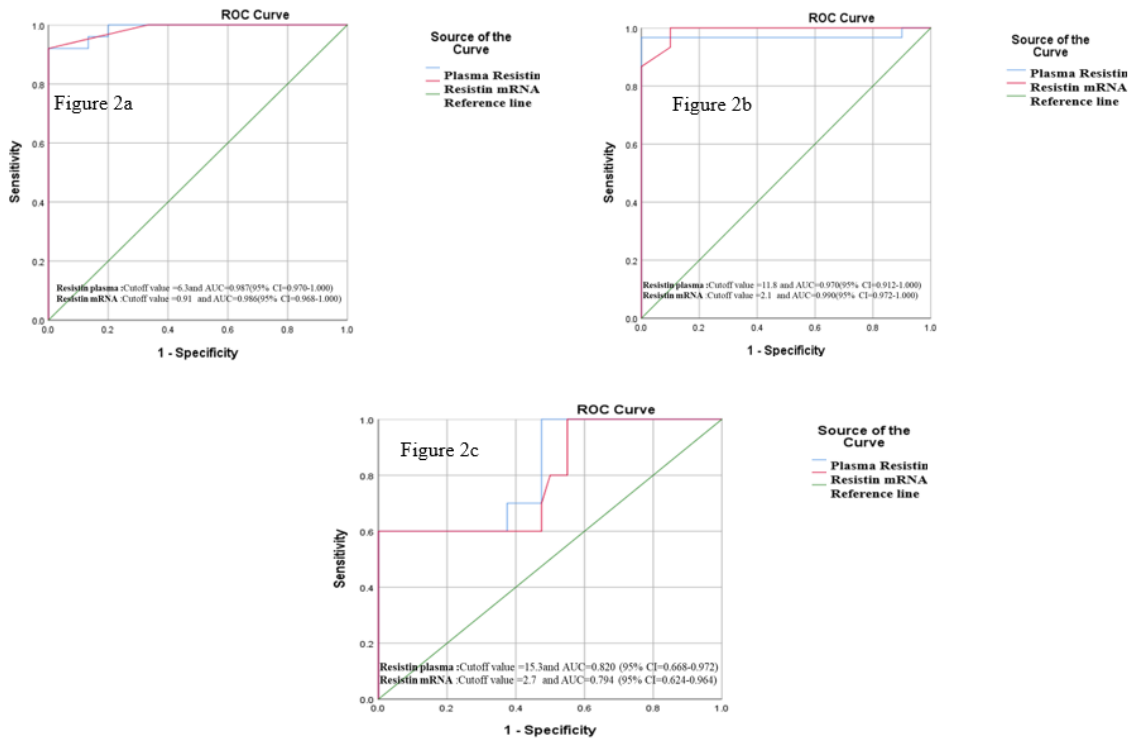 ROC Curve
1.0
0.8
0.6
0.4
0.2
0.0
Sensitivity
Figure 2a
Resistin plasma :Cutoff value =6.3and AUC=0.987(95% CI=0.970-1.000)
Resistin mRNA :Cutoff value =0.91 and AUC=0.986(95% CI=0.968-1.000)
0.0 0.2 0.4 0.6 0.8 1.0
1 - Specificity
Source of the
Curve
Plasma Resistin
Resistin mRNA
Reference line
ROC Curve
1.0
0.8
0.6
0.4
0.2
0.0
Sensitivity
Figure 2b
Resistin plasma :Cutoff value =11.8 and AUC=0.970(95% CI=0.912-1.000)
Resistin mRNA :Cutoff value =2.1 and AUC=0.990(95% CI=0.972-1.000)
0.0 0.2 0.4 0.6 0.8 1.0
1 - Specificity
Source of the
Curve
Plasma Resistin
Resistin mRNA
Reference line
ROC Curve
1.0
0.8
0.6
0.4
0.2
0.0
Sensitivity
Figure 2c
Resistin plasma :Cutoff value =15.3and AUC=0.820 (95% CI=0.668-0.972)
Resistin mRNA :Cutoff value =2.7 and AUC=0.794 (95% CI=0.624-0.964)
0.0 0.2 0.4 0.6 0.8 1.0
1 - Specificity
Source of the
Curve
Plasma Resistin
Resistin mRNA
Reference line